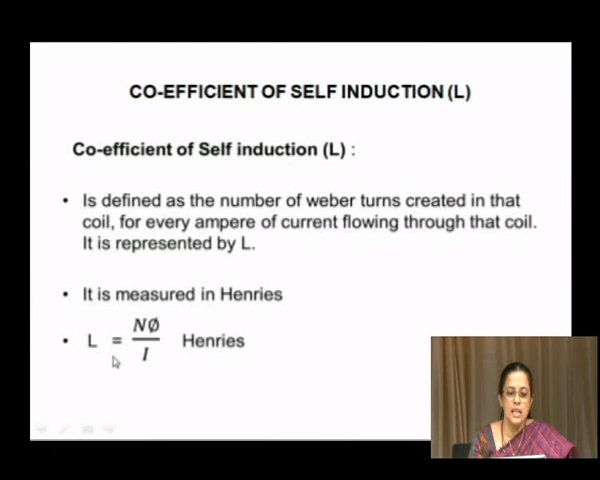 CO-EFFICIENT OF SELF INDUCTION (L)
Co-efficient of Self induction (L) :
• Is defined as the number of weber turns created in that
coil, for every ampere of current flowing through that coil.
It is represented by L.
• It is measured in Henries
• L = NØ/I Henries